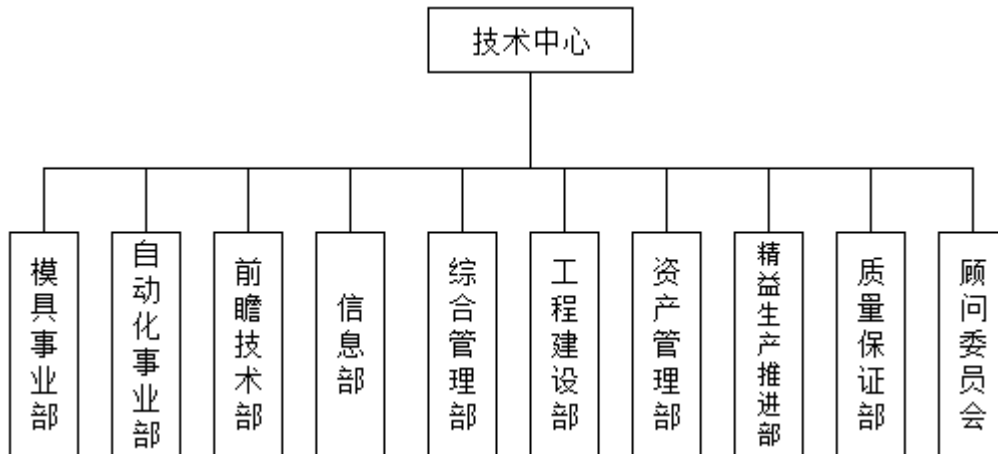 技术中心
模具事业部
自动化事业部
前瞻技术部
信息部
综合管理部
工程建设部
资产管理部
精益生产推进部
质量保证部
顾问委员会